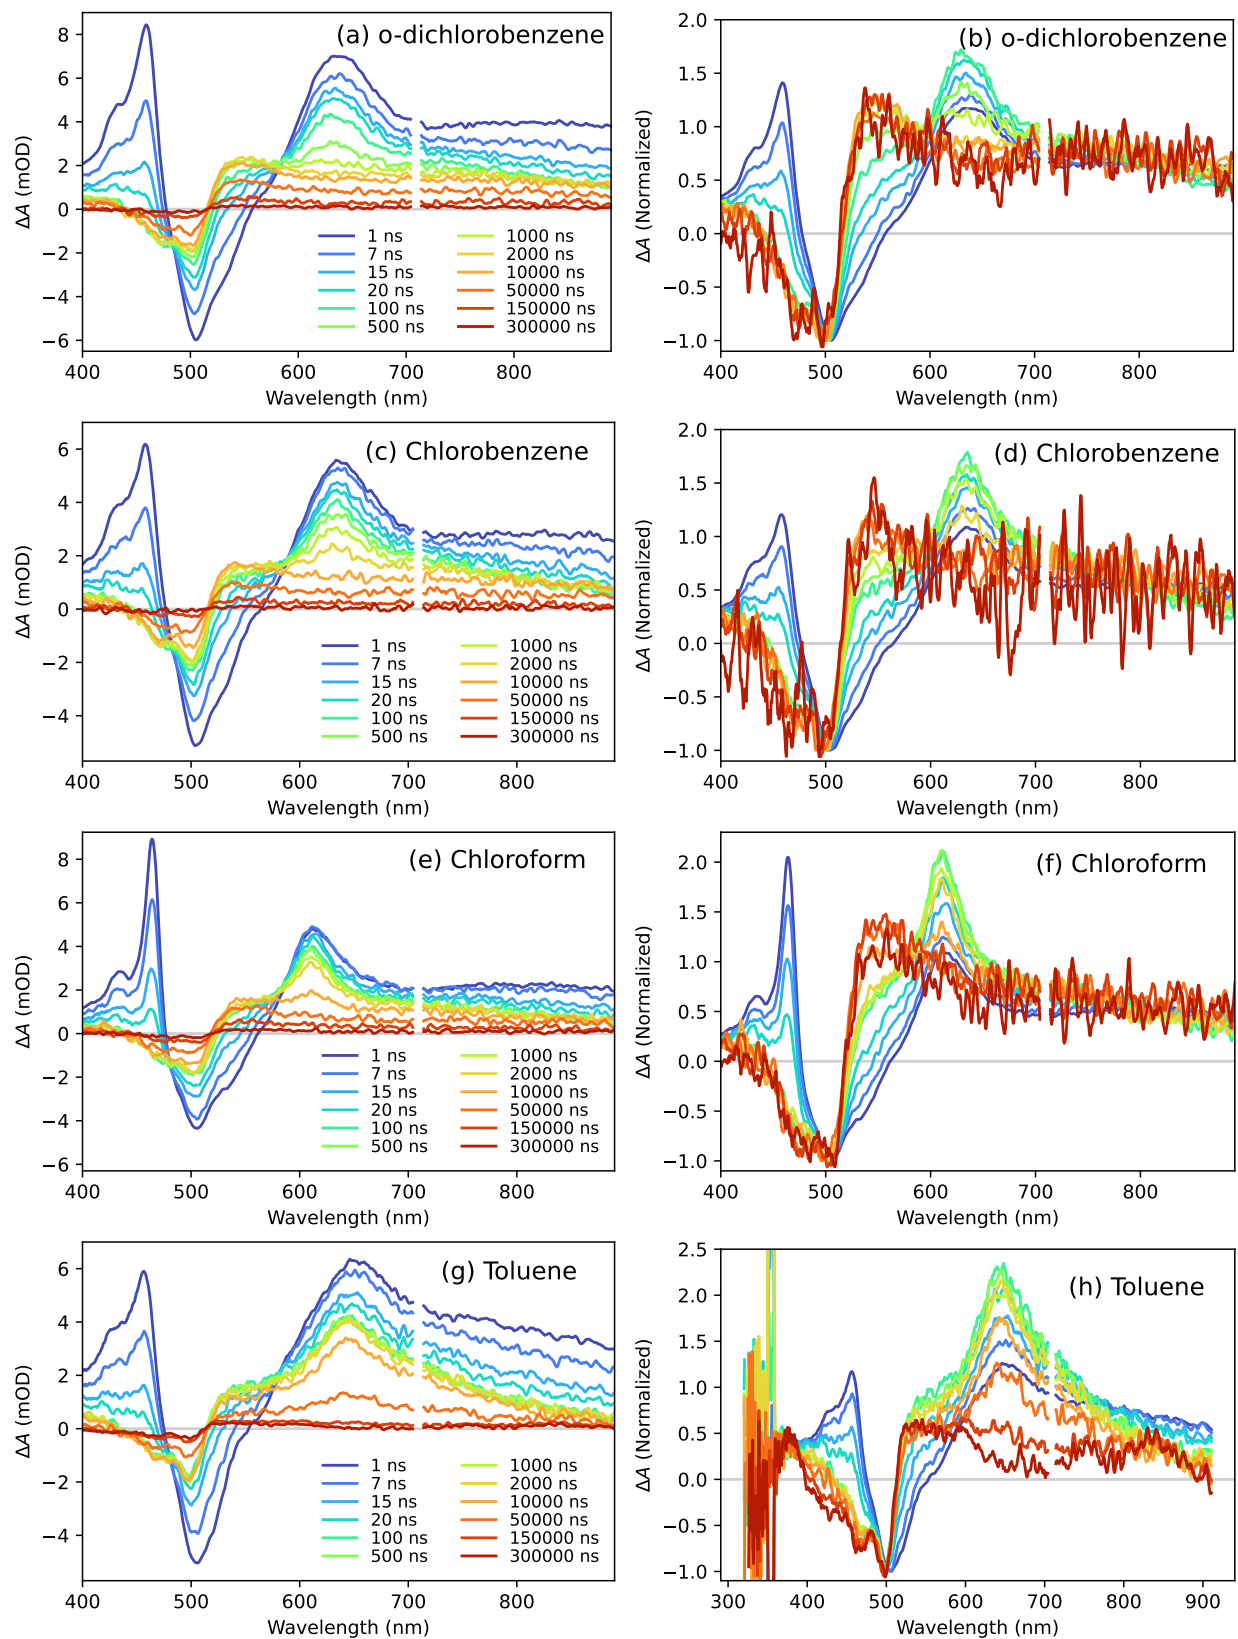 (a) o-dichlorobenzene
ΔA (mOD)
8
6
4
2
0
−2
−4
−6
1 ns
7 ns
15 ns
20 ns
100 ns
500 ns
1000 ns
2000 ns
10000 ns
50000 ns
150000 ns
300000 ns
400 500 600 700 800
Wavelength (nm)
(b) o-dichlorobenzene
ΔA (Normalized)
2.0
1.5
1.0
0.5
0.0
−0.5
−1.0
400 500 600 700 800
Wavelength (nm)
(c) Chlorobenzene
ΔA (mOD)
6
4
2
0
−2
−4
1 ns
7 ns
15 ns
20 ns
100 ns
500 ns
1000 ns
2000 ns
10000 ns
50000 ns
150000 ns
300000 ns
400 500 600 700 800
Wavelength (nm)
(d) Chlorobenzene
ΔA (Normalized)
2.0
1.5
1.0
0.5
0.0
−0.5
−1.0
400 500 600 700 800
Wavelength (nm)
(e) Chloroform
ΔA (mOD)
8
6
4
2
0
−2
−4
−6
1 ns
7 ns
15 ns
20 ns
100 ns
500 ns
1000 ns
2000 ns
10000 ns
50000 ns
150000 ns
300000 ns
400 500 600 700 800
Wavelength (nm)
(f) Chloroform
ΔA (Normalized)
2.0
1.5
1.0
0.5
0.0
−0.5
−1.0
400 500 600 700 800
Wavelength (nm)
(g) Toluene
ΔA (mOD)
6
4
2
0
−2
−4
1 ns
7 ns
15 ns
20 ns
100 ns
500 ns
1000 ns
2000 ns
10000 ns
50000 ns
150000 ns
300000 ns
400 500 600 700 800
Wavelength (nm)
(h) Toluene
ΔA (Normalized)
2.5
2.0
1.5
1.0
0.5
0.0
−0.5
−1.0
300 400 500 600 700 800 900
Wavelength (nm)